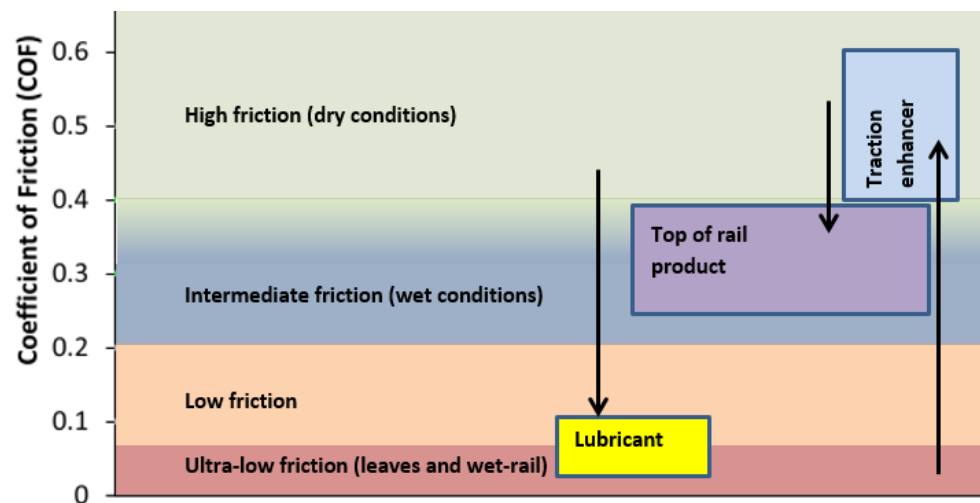 Coefficient of Friction (COF)
0.6
0.5
0.4
0.3
0.2
0.1
0
High friction (dry conditions)
Intermediate friction (wet conditions)
Low friction
Ultra-low friction (leaves and wet-rail)
Lubricant
Top of rail
product
Traction
enhancer